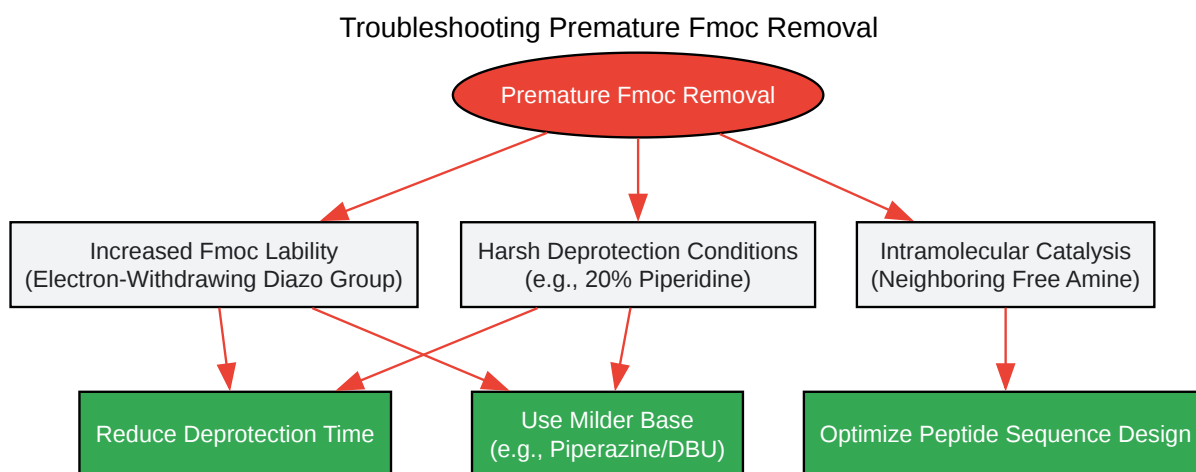 Troubleshooting Premature Fmoc Removal
Premature Fmoc Removal
Increased Fmoc Lability
(Electron-Withdrawing Diazo Group)
Harsh Deprotection Conditions
(e.g., 20% Piperidine)
Intramolecular Catalysis
(Neighboring Free Amine)
Reduce Deprotection Time
Use Milder Base
(e.g., Piperazine/DBU)
Optimize Peptide Sequence Design